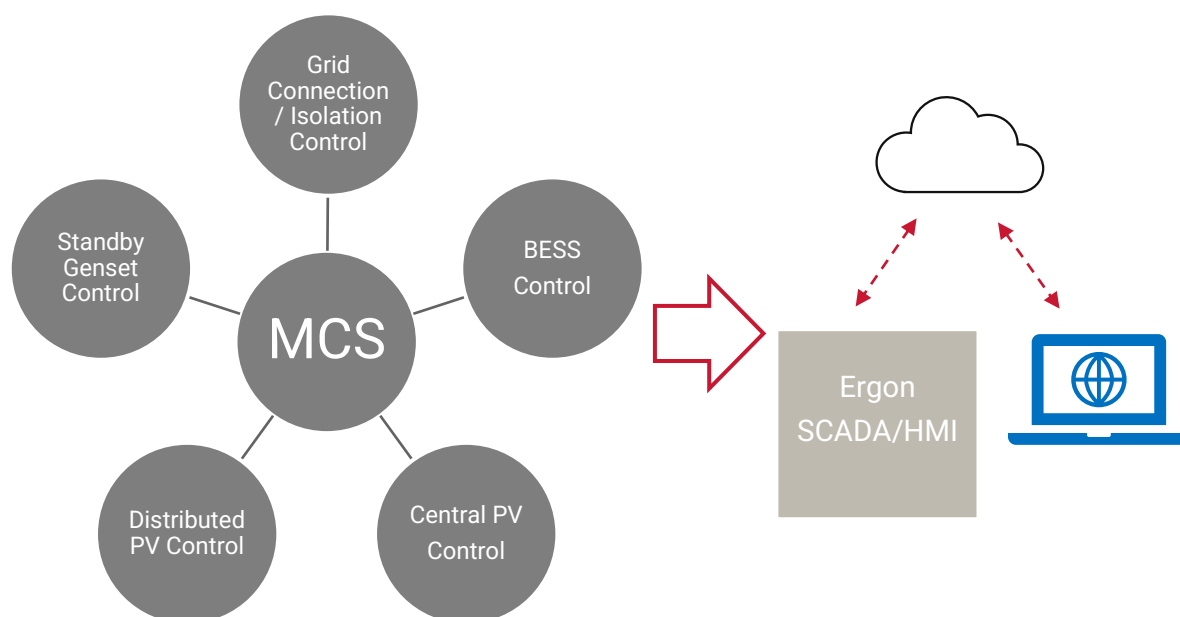 Grid
Connection
/ Isolation
Control
Standby
Genset
Control
BESS
Control
MCS
Distributed
PV Control
Central PV
Control
Ergon
SCADA/HMI